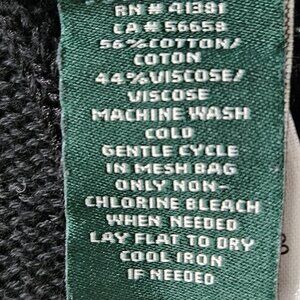 RN # 41381
CA # 56658
56%COTTON/
COTON
44%VISCOSE/
VISCOSE
MACHINE WASH
COLD
GENTLE CYCLE
IN MESH BAG
ONLY NON-
CHLORINE BLEACH
WHEN NEEDED
LAY FLAT TO DRY
COOL IRON
IF NEEDED